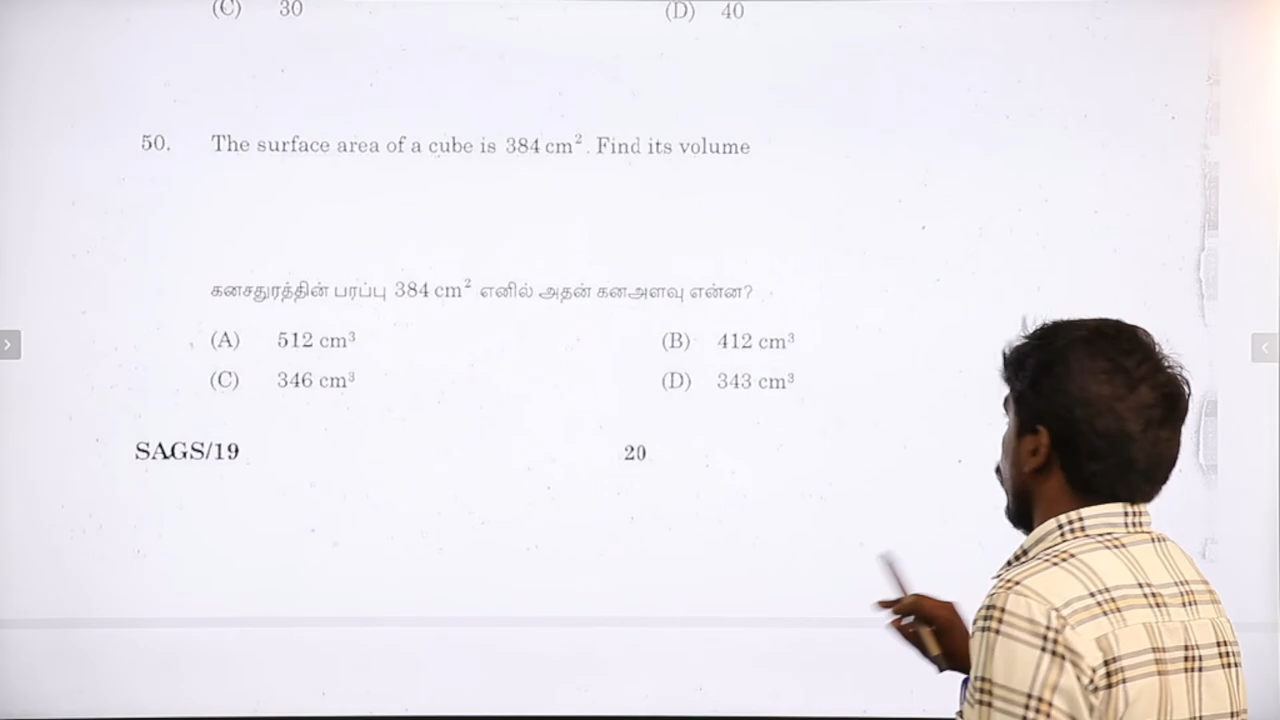 (C) 30 (D) 40
50. The surface area of a cube is 384 cm². Find its volume
கனசதுரத்தின் பரப்பு 384 cm² எனில் அதன் கனஅளவு என்ன?
(A) 512 cm³ (B) 412 cm³
(C) 346 cm³ (D) 343 cm³
SAGS/19 20